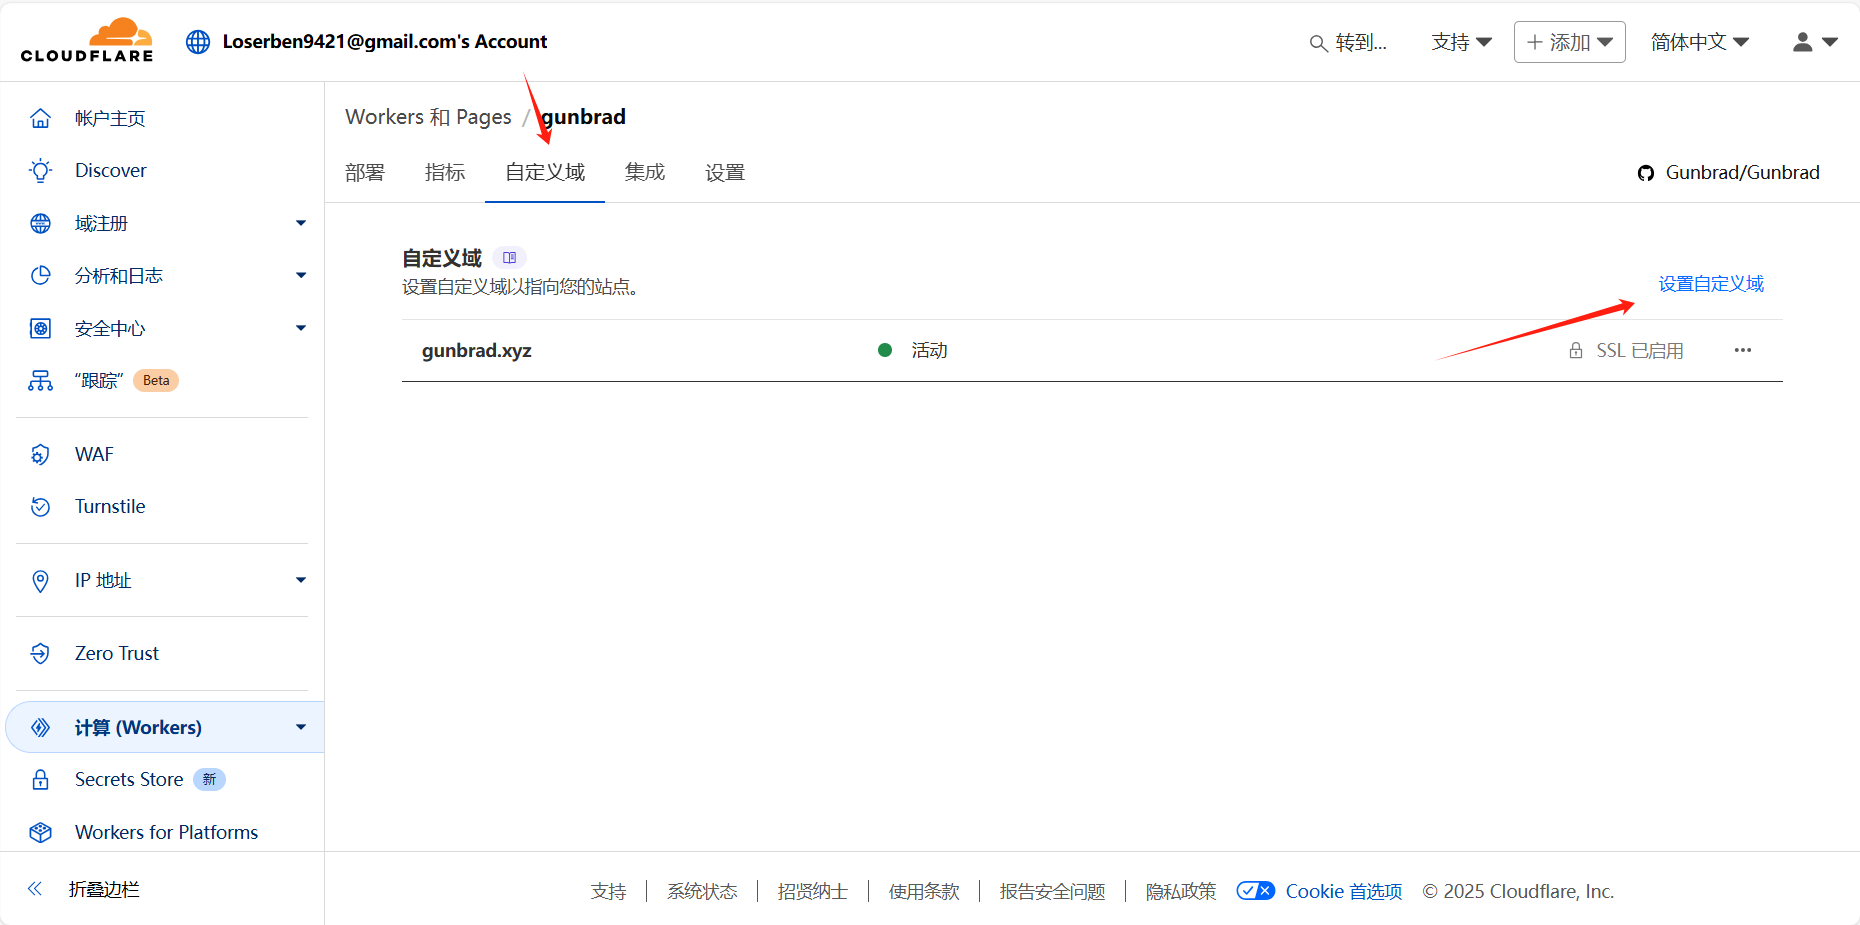 CLOUDFLARE
Loserben9421@gmail.com's Account
转到...
支持
添加
简体中文
帐户主页
Discover
域注册
分析和日志
安全中心
“跟踪” Beta
WAF
Turnstile
IP 地址
Zero Trust
计算 (Workers)
Secrets Store 新
Workers for Platforms
折叠边栏
Workers 和 Pages / gunbrad
部署 指标 自定义域 集成 设置
Gunbrad/Gunbrad
自定义域
设置自定义域以指向您的站点。
设置自定义域
gunbrad.xyz 活动 SSL 已启用
支持 系统状态 招贤纳士 使用条款 报告安全问题 隐私政策 Cookie 首选项 © 2025 Cloudflare, Inc.